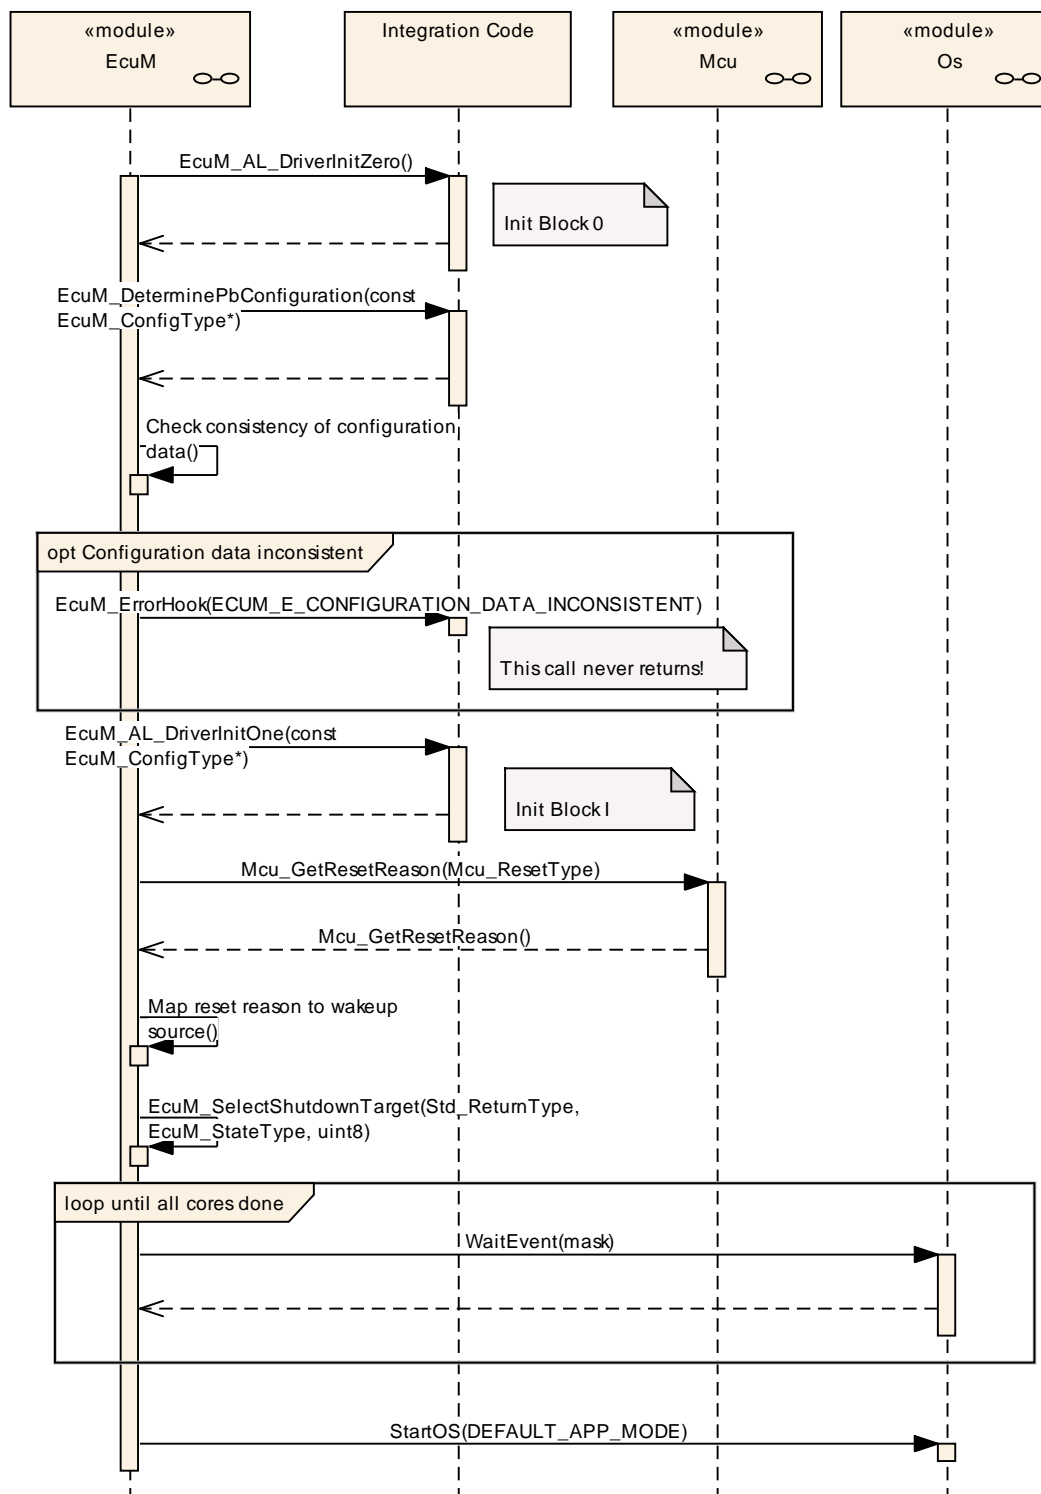 «module»
EcuM
Integration Code
«module»
Mcu
«module»
Os
EcuM_AL_DriverInitZero()
Init Block 0
EcuM_DeterminePbConfiguration(const
EcuM_ConfigType*)
Check consistency of configuration
data()
opt Configuration data inconsistent
EcuM_ErrorHook(ECUM_E_CONFIGURATION_DATA_INCONSISTENT)
This call never returns!
EcuM_AL_DriverInitOne(const
EcuM_ConfigType*)
Init Block I
Mcu_GetResetReason(Mcu_ResetType)
Mcu_GetResetReason()
Map reset reason to wakeup
source()
EcuM_SelectShutdownTarget(Std_ReturnType,
EcuM_StateType, uint8)
loop until all cores done
WaitEvent(mask)
StartOS(DEFAULT_APP_MODE)